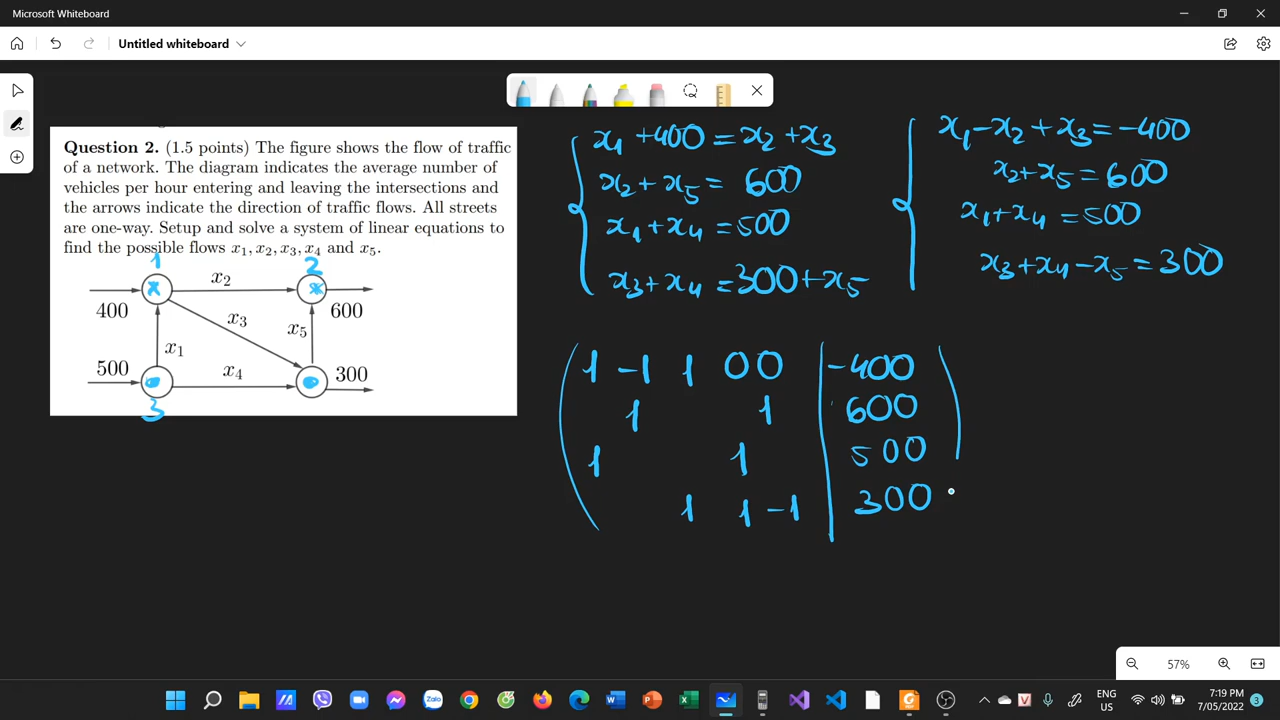 Microsoft Whiteboard
Untitled whiteboard
Question 2. (1.5 points) The figure shows the flow of traffic
of a network. The diagram indicates the average number of
vehicles per hour entering and leaving the intersections and
the arrows indicate the direction of traffic flows. All streets
are one-way. Setup and solve a system of linear equations to
find the possible flows x₁, x₂, x₃, x₄ and x₅.
1
2
x₂
400
x₃
x₅
600
x₁
500
x₄
300
3
x₁ + 400 = x₂ + x₃
x₂ + x₅ = 600
x₁ + x₄ = 500
x₃ + x₄ = 300 + x₅
x₁ - x₂ + x₃ = -400
x₂ + x₅ = 600
x₁ + x₄ = 500
x₃ + x₄ - x₅ = 300
1 -1 1 0 0 | -400
1 1 | 600
1 1 | 500
1 1 -1 | 300
57%
Zalo
ENG
US
7:19 PM
7/05/2022
3